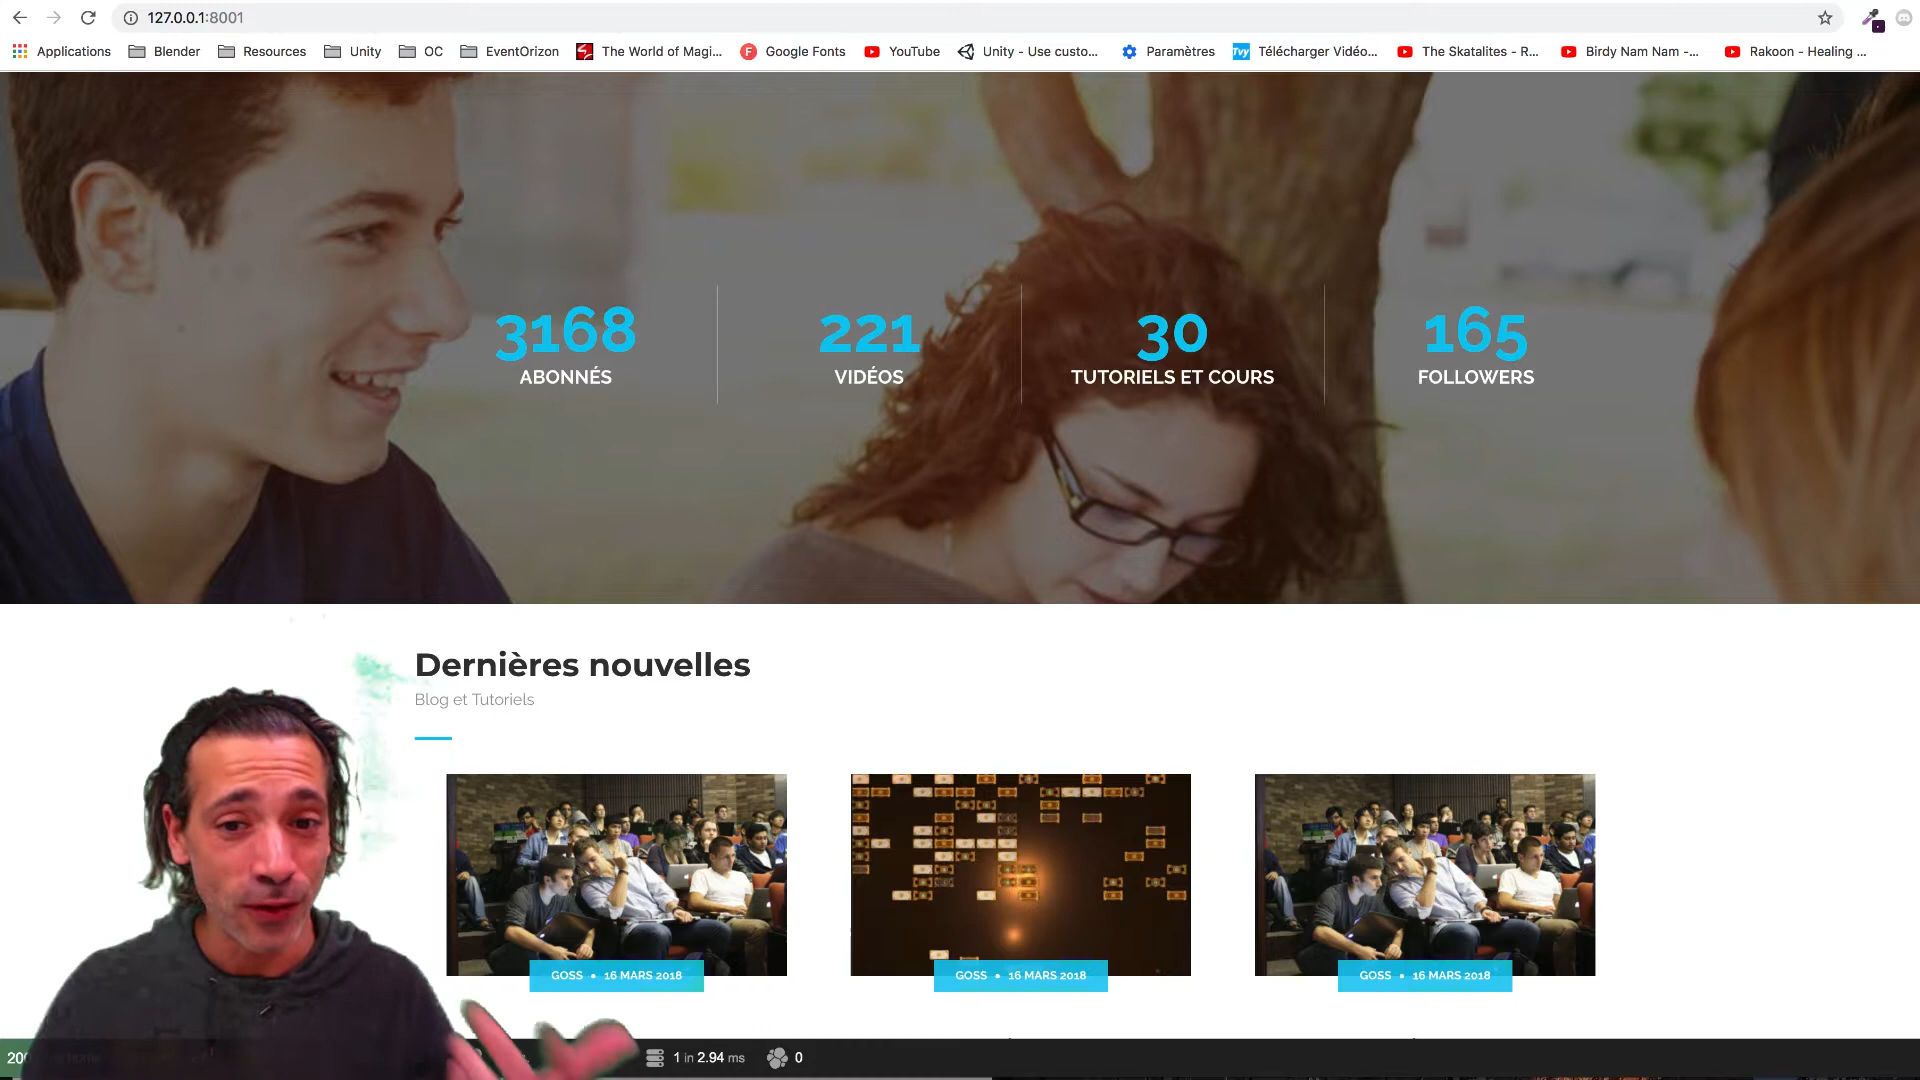 127.0.0.1:8001
Applications Blender Resources Unity OC EventOrizon The World of Magi... Google Fonts YouTube Unity - Use custo... Paramètres Tvy Télécharger Vidéo... The Skatalites - R... Birdy Nam Nam -... Rakoon - Healing ...
3168 221 30 165
ABONNÉS VIDÉOS TUTORIELS ET COURS FOLLOWERS
Dernières nouvelles
Blog et Tutoriels
GOSS • 16 MARS 2018 GOSS • 16 MARS 2018 GOSS • 16 MARS 2018
1 in 2.94 ms 0